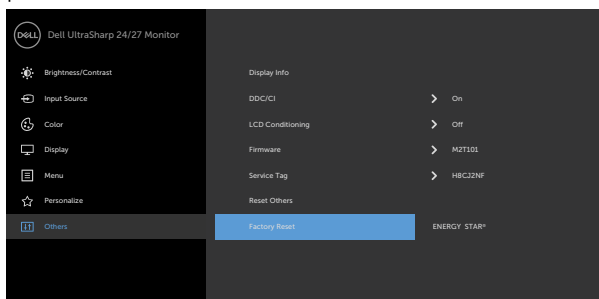 DELL Dell UltraSharp 24/27 Monitor
Brightness/Contrast Display Info
Input Source DDC/CI On
Color LCD Conditioning Off
Display Firmware M2T101
Menu Service Tag H8CJ2NF
Personalize Reset Others
Others Factory Reset ENERGY STAR®